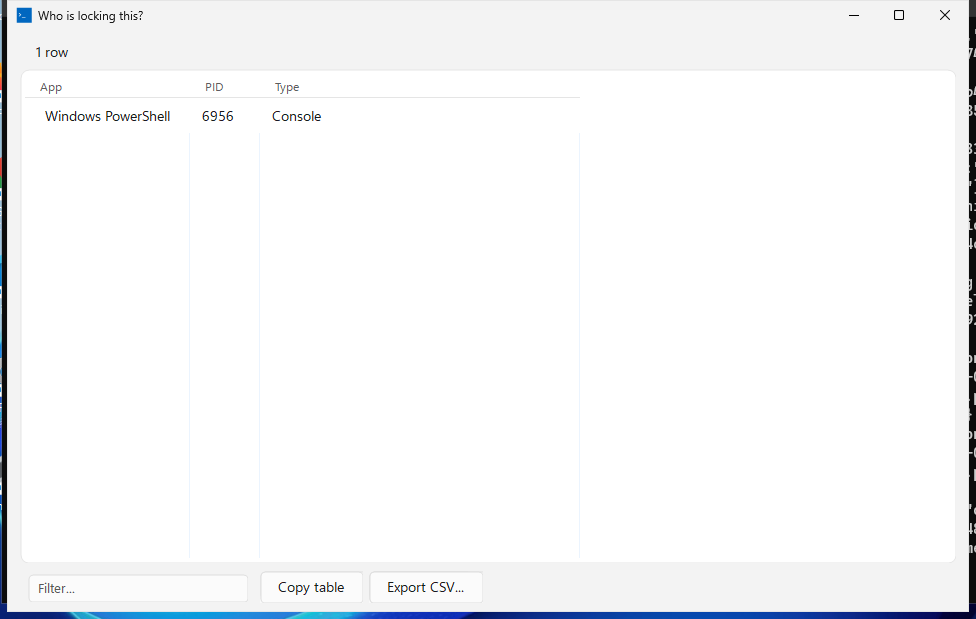 Who is locking this?
1 row
App PID Type
Windows PowerShell 6956 Console
Filter...
Copy table
Export CSV...